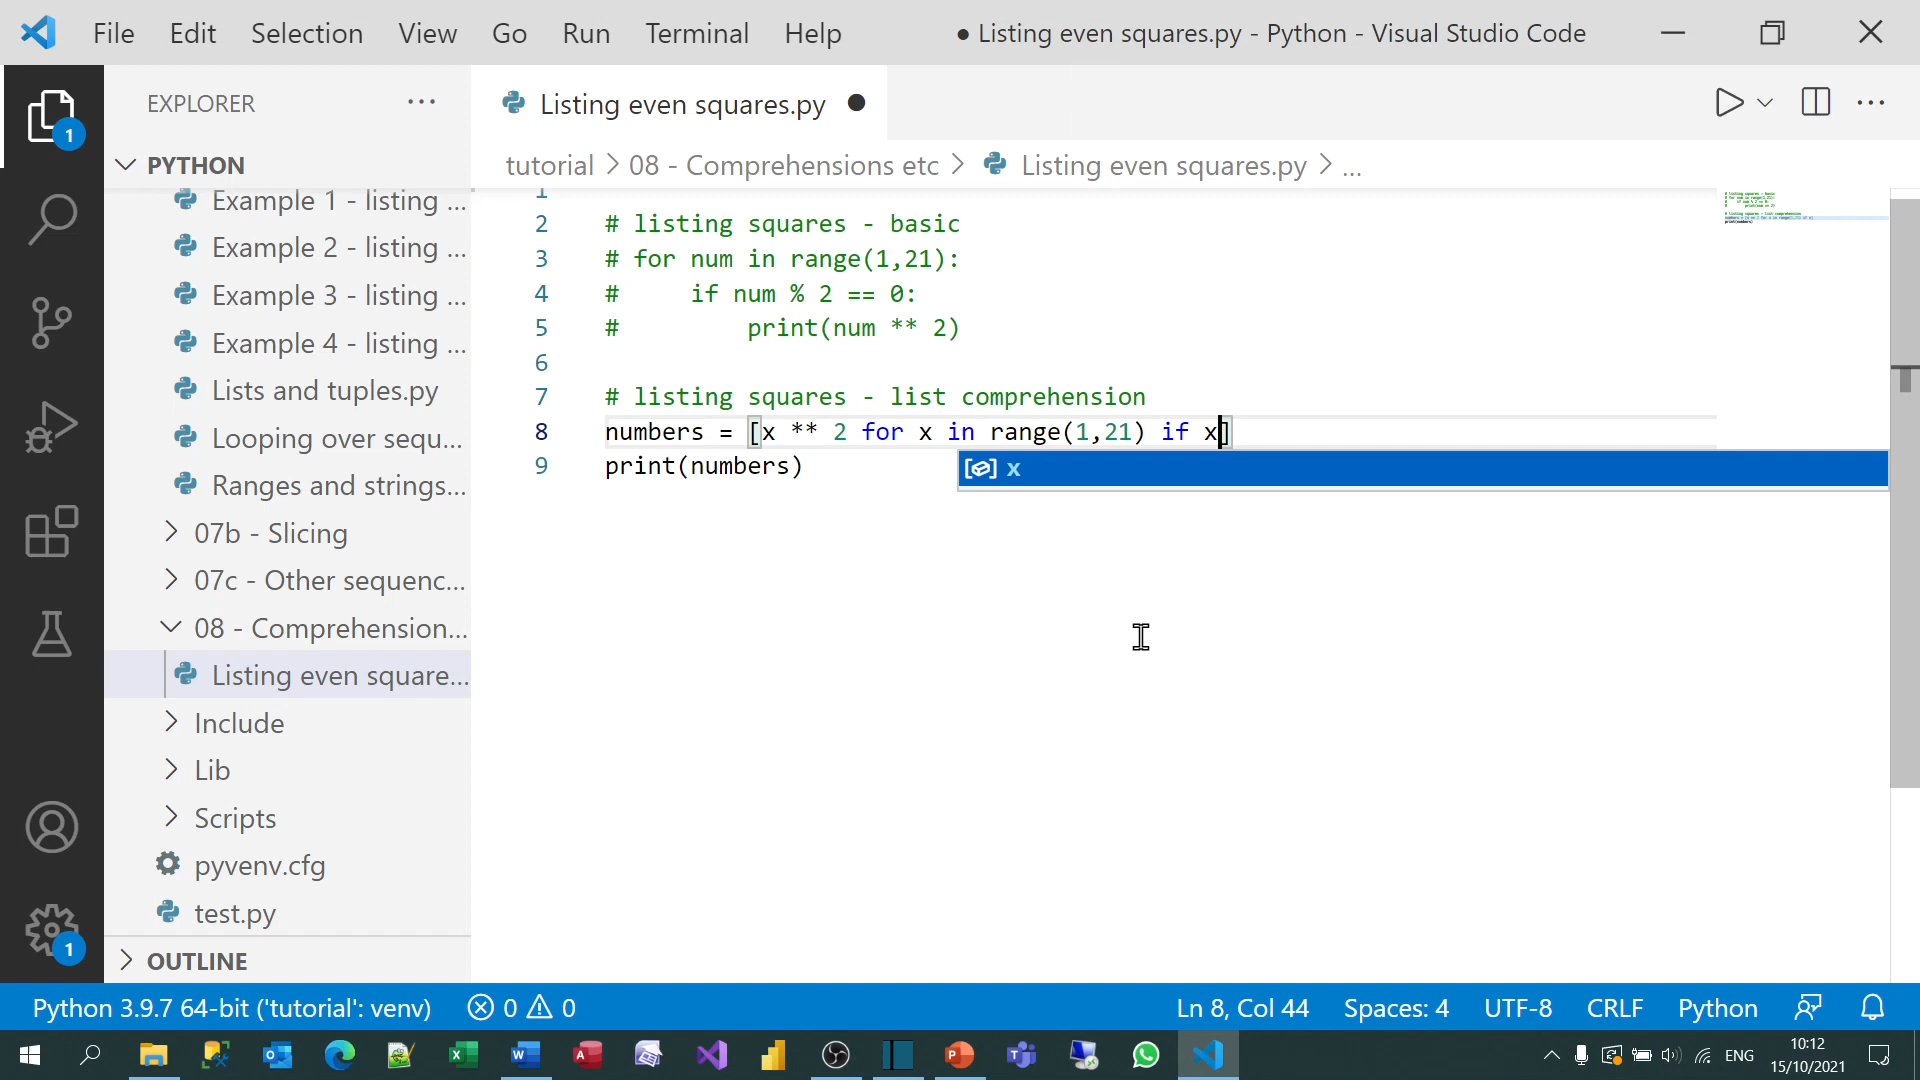 File Edit Selection View Go Run Terminal Help
● Listing even squares.py - Python - Visual Studio Code
EXPLORER ...
1
Listing even squares.py ●
PYTHON
tutorial > 08 - Comprehensions etc > Listing even squares.py > ...
Example 1 - listing ...
Example 2 - listing ...
Example 3 - listing ...
Example 4 - listing ...
Lists and tuples.py
Looping over sequ...
Ranges and strings...
07b - Slicing
07c - Other sequenc...
08 - Comprehension...
Listing even square...
Include
Lib
Scripts
pyvenv.cfg
test.py
OUTLINE
1
1
2 # listing squares - basic
3 # for num in range(1,21):
4 #     if num % 2 == 0:
5 #         print(num ** 2)
6
7 # listing squares - list comprehension
8 numbers = [x ** 2 for x in range(1,21) if x]
x
9 print(numbers)
Python 3.9.7 64-bit ('tutorial': venv) 0 0 Ln 8, Col 44 Spaces: 4 UTF-8 CRLF Python
ENG
10:12
15/10/2021